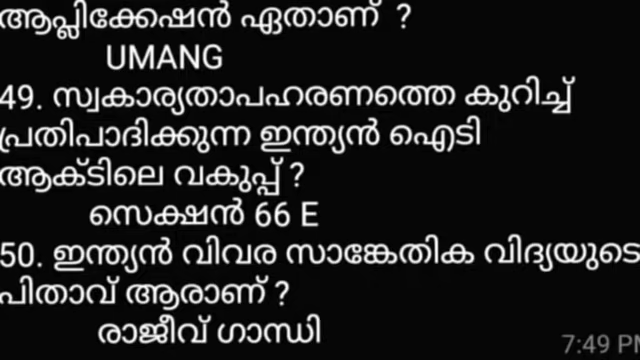 ആപ്ലിക്കേഷൻ ഏതാണ് ?
UMANG
49. സ്വകാര്യതാപഹരണത്തെ കുറിച്ച്
പ്രതിപാദിക്കുന്ന ഇന്ത്യൻ ഐടി
ആക്ടിലെ വകുപ്പ് ?
സെക്ഷൻ 66 E
50. ഇന്ത്യൻ വിവര സാങ്കേതിക വിദ്യയുടെ
പിതാവ് ആരാണ് ?
രാജീവ് ഗാന്ധി
7:49 PM